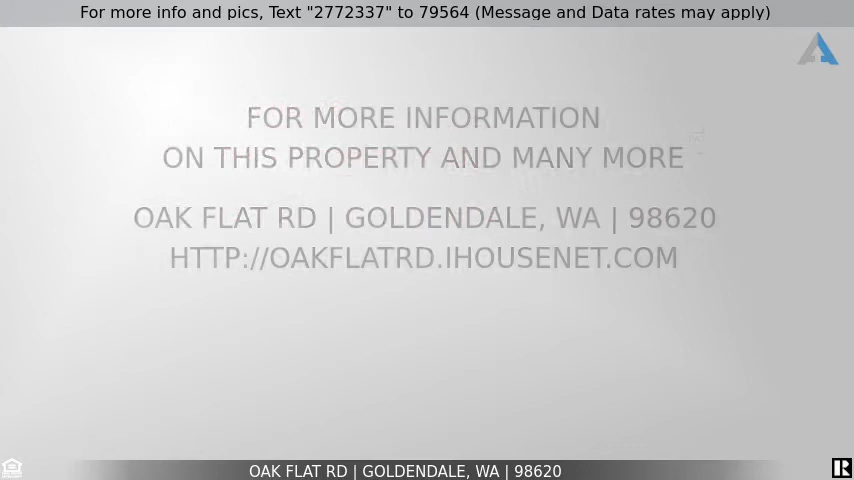 For more info and pics, Text "2772337" to 79564 (Message and Data rates may apply)
FOR MORE INFORMATION
ON THIS PROPERTY AND MANY MORE
OAK FLAT RD | GOLDENDALE, WA | 98620
HTTP://OAKFLATRD.IHOUSENET.COM
OAK FLAT RD | GOLDENDALE, WA | 98620